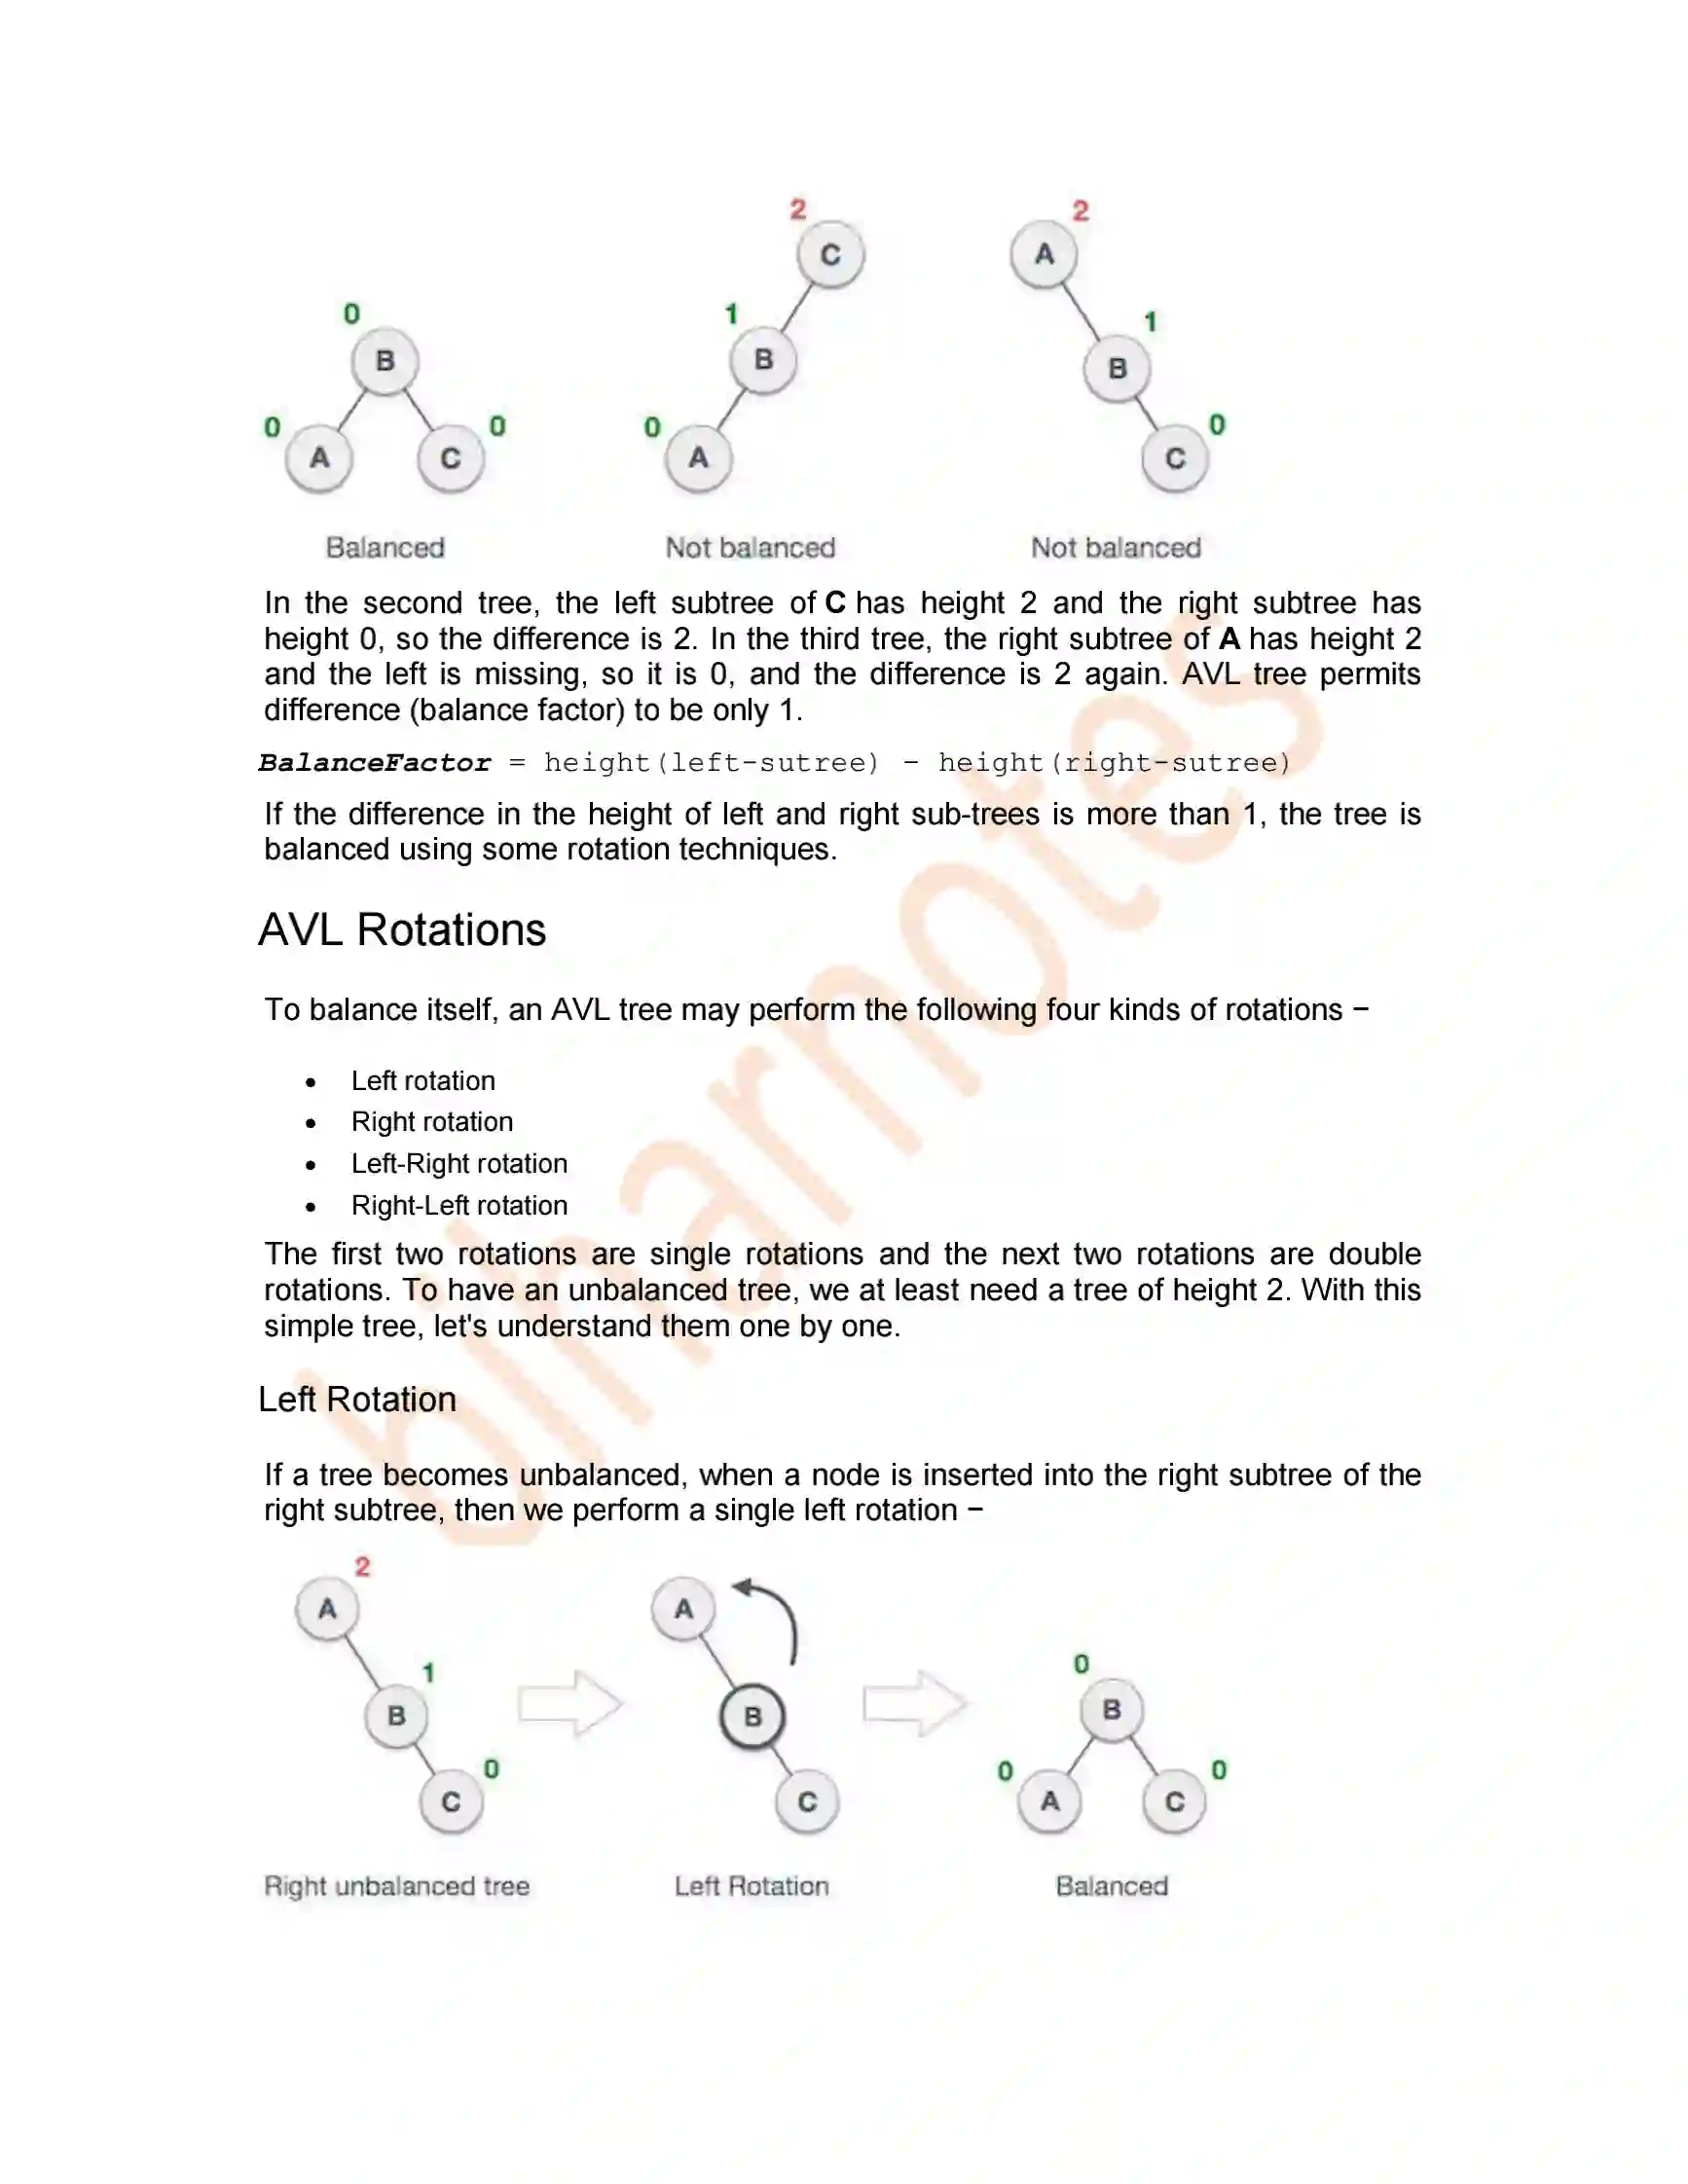 2
C
2
A
0
B
1
B
1
B
0
A
0
C
0
A
0
C
Balanced
Not balanced
Not balanced
In the second tree, the left subtree of C has height 2 and the right subtree has
height 0, so the difference is 2. In the third tree, the right subtree of A has height 2
and the left is missing, so it is 0, and the difference is 2 again. AVL tree permits
difference (balance factor) to be only 1.
BalanceFactor = height(left-sutree) − height(right-sutree)
If the difference in the height of left and right sub-trees is more than 1, the tree is
balanced using some rotation techniques.
AVL Rotations
To balance itself, an AVL tree may perform the following four kinds of rotations −
• Left rotation
• Right rotation
• Left-Right rotation
• Right-Left rotation
The first two rotations are single rotations and the next two rotations are double
rotations. To have an unbalanced tree, we at least need a tree of height 2. With this
simple tree, let's understand them one by one.
Left Rotation
If a tree becomes unbalanced, when a node is inserted into the right subtree of the
right subtree, then we perform a single left rotation −
2
A
A
1
B
B
0
B
0
C
C
0
A
0
C
Right unbalanced tree
Left Rotation
Balanced
biharnotes